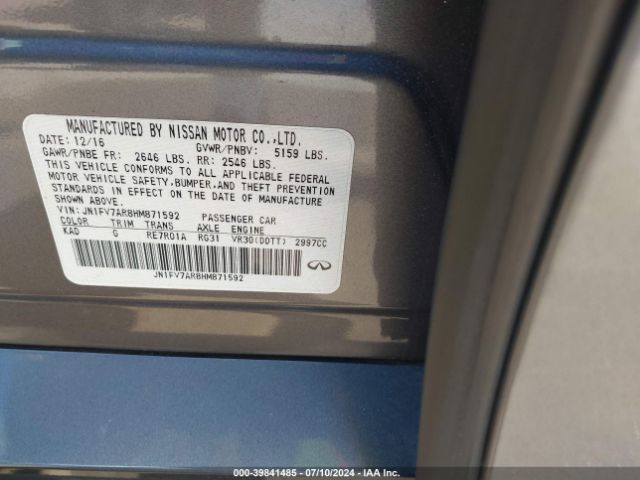 MANUFACTURED BY NISSAN MOTOR CO.,LTD.
DATE: 12/16 GVWR/PNBV: 5159 LBS.
GAWR/PNBE FR: 2646 LBS. RR: 2546 LBS.
THIS VEHICLE CONFORMS TO ALL APPLICABLE FEDERAL
MOTOR VEHICLE SAFETY,BUMPER,AND THEFT PREVENTION
STANDARDS IN EFFECT ON THE DATE OF MANUFACTURE
SHOWN ABOVE.
VIN: JN1FV7AR8HM871592 PASSENGER CAR
COLOR TRIM TRANS AXLE ENGINE
KAD G RE7R01A RG31 VR30(DDTT) 2997CC
JN1FV7AR8HM871592
INFINITI
000-39841485 - 07/10/2024 - IAA Inc.